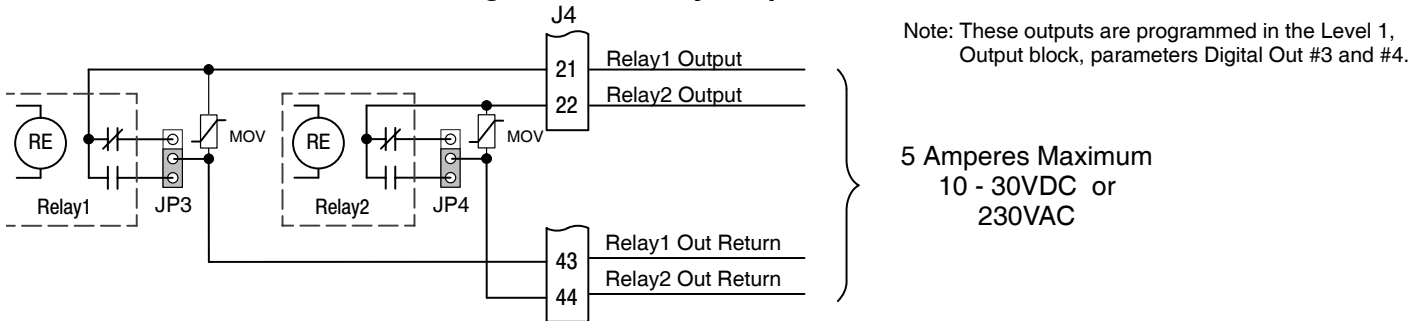 J4
Note: These outputs are programmed in the Level 1,
Output block, parameters Digital Out #3 and #4.
21 Relay1 Output
22 Relay2 Output
RE
MOV
RE
MOV
5 Amperes Maximum
10 - 30VDC or
230VAC
Relay1
JP3
Relay2
JP4
43 Relay1 Out Return
44 Relay2 Out Return